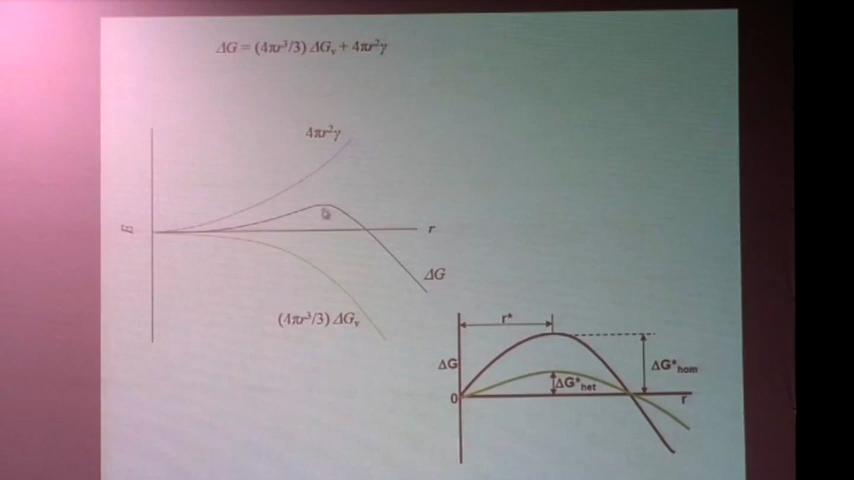 ΔG = (4πr³/3) ΔGᵥ + 4πr²γ
4πr²γ
E
r
ΔG
(4πr³/3) ΔGᵥ
r*
ΔG
ΔG*hom
ΔG*het
0
r